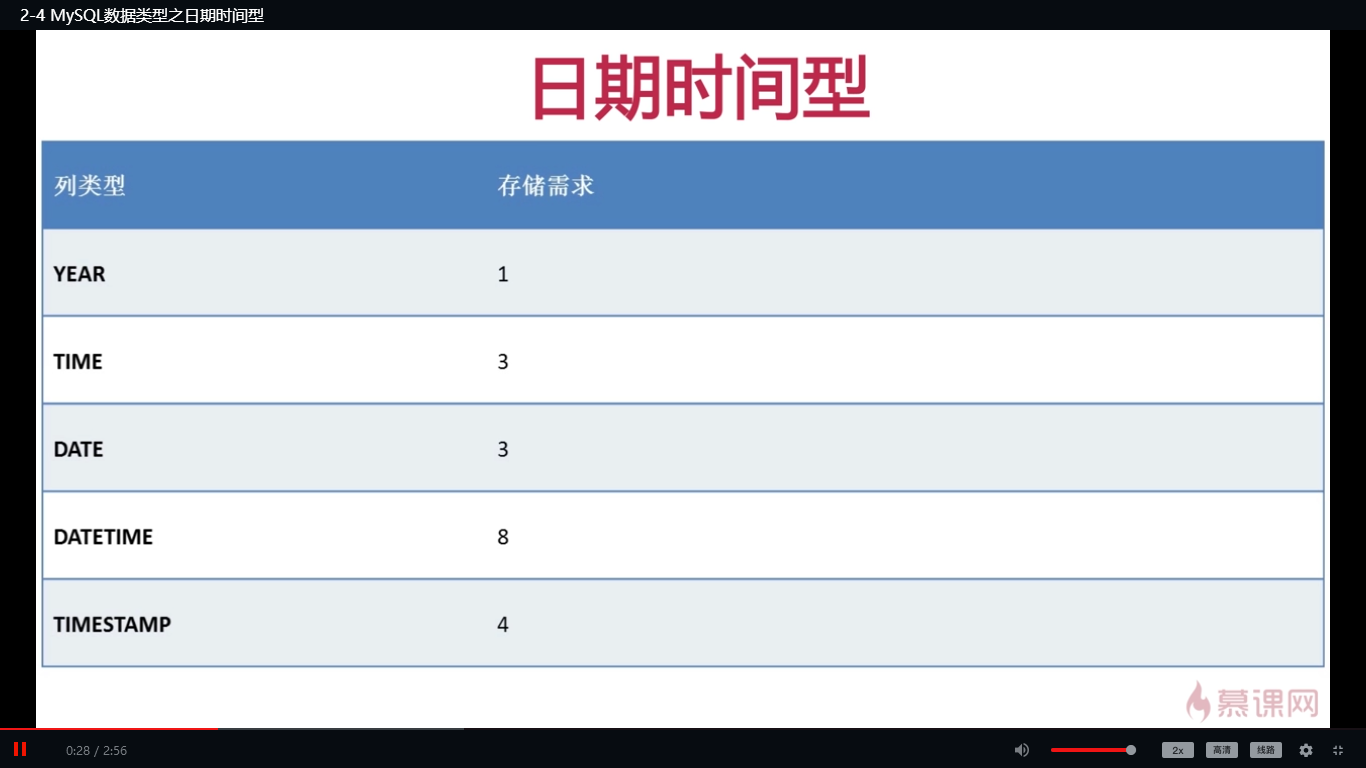 2-4 MySQL数据类型之日期时间型
日期时间型
列类型 存储需求
YEAR 1
TIME 3
DATE 3
DATETIME 8
TIMESTAMP 4
慕课网
0:28 / 2:56 2x 高清 线路